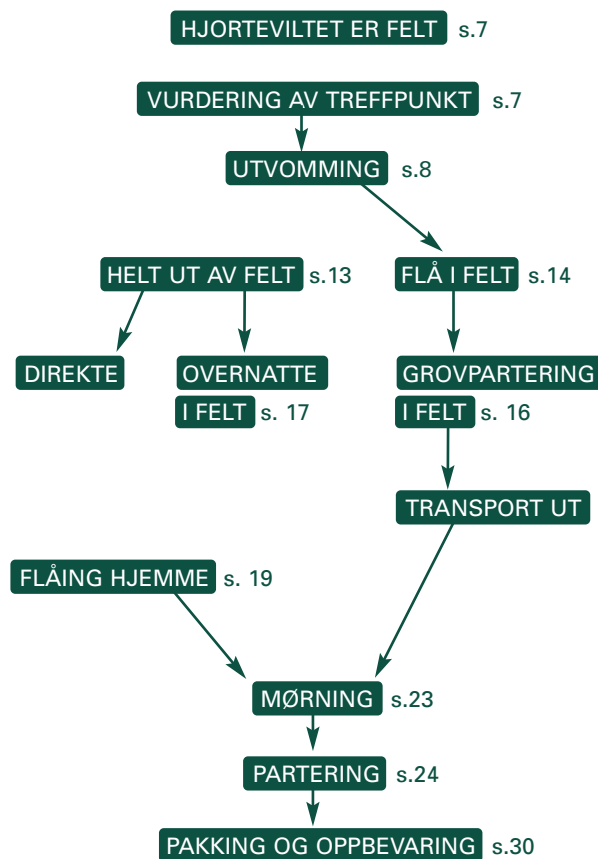 HJORTEVILTET ER FELT s.7
VURDERING AV TREFFPUNKT s.7
UTVOMMING s.8
HELT UT AV FELT s.13
FLÅ I FELT s.14
DIREKTE
OVERNATTE
I FELT s. 17
GROVPARTERING
I FELT s. 16
TRANSPORT UT
FLÅING HJEMME s. 19
MØRNING s.23
PARTERING s.24
PAKKING OG OPPBEVARING s.30